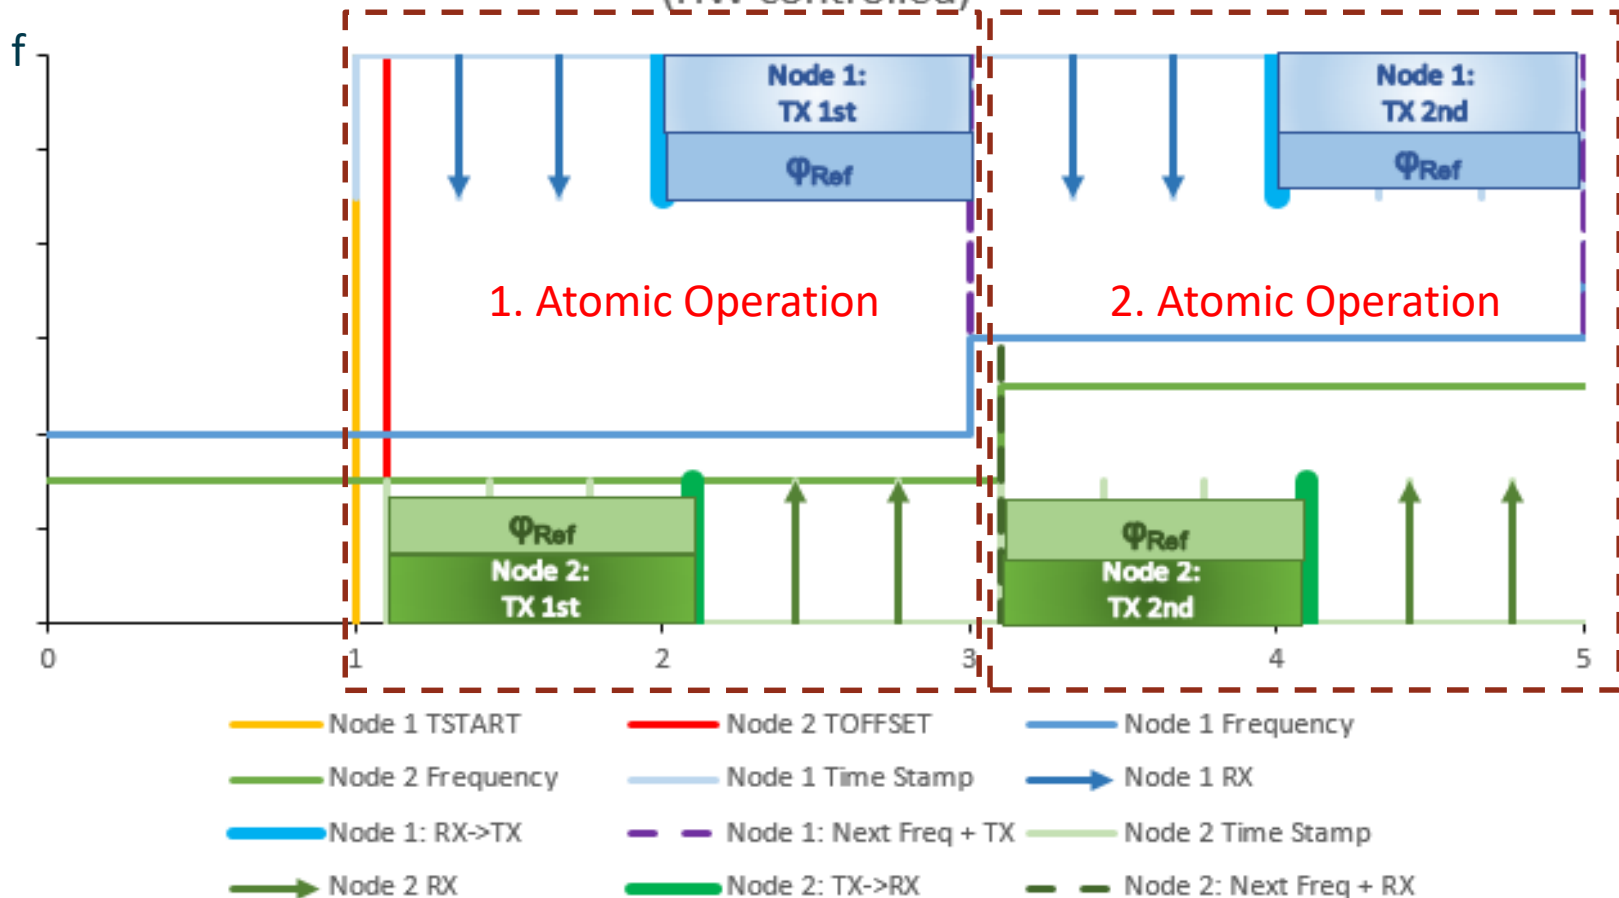 (HW controlled)
f
Node 1:
TX 1st
φRef
Node 1:
TX 2nd
φRef
1. Atomic Operation
2. Atomic Operation
φRef
Node 2:
TX 1st
φRef
Node 2:
TX 2nd
0 1 2 3 4 5
Node 1 TSTART
Node 2 TOFFSET
Node 1 Frequency
Node 2 Frequency
Node 1 Time Stamp
Node 1 RX
Node 1: RX->TX
Node 1: Next Freq + TX
Node 2 Time Stamp
Node 2 RX
Node 2: TX->RX
Node 2: Next Freq + RX